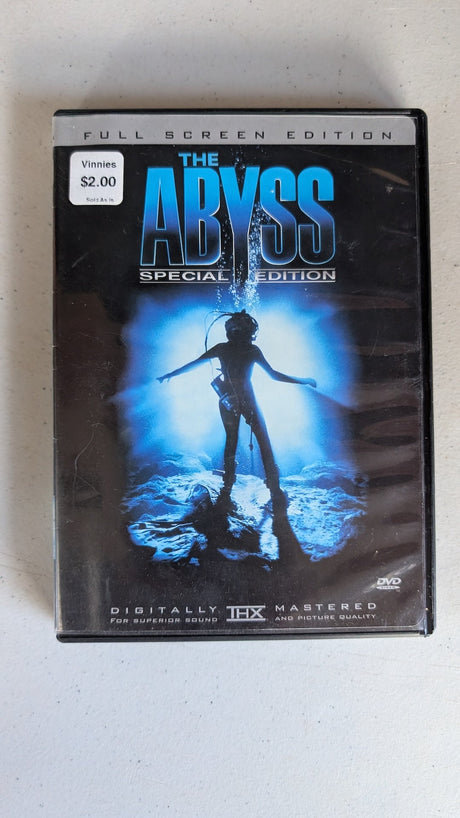 FULL SCREEN EDITION
Vinnies
$2.00
Sold As Is
THE
ABYSS
SPECIAL EDITION
DVD
VIDEO
DIGITALLY THX MASTERED
FOR SUPERIOR SOUND AND PICTURE QUALITY